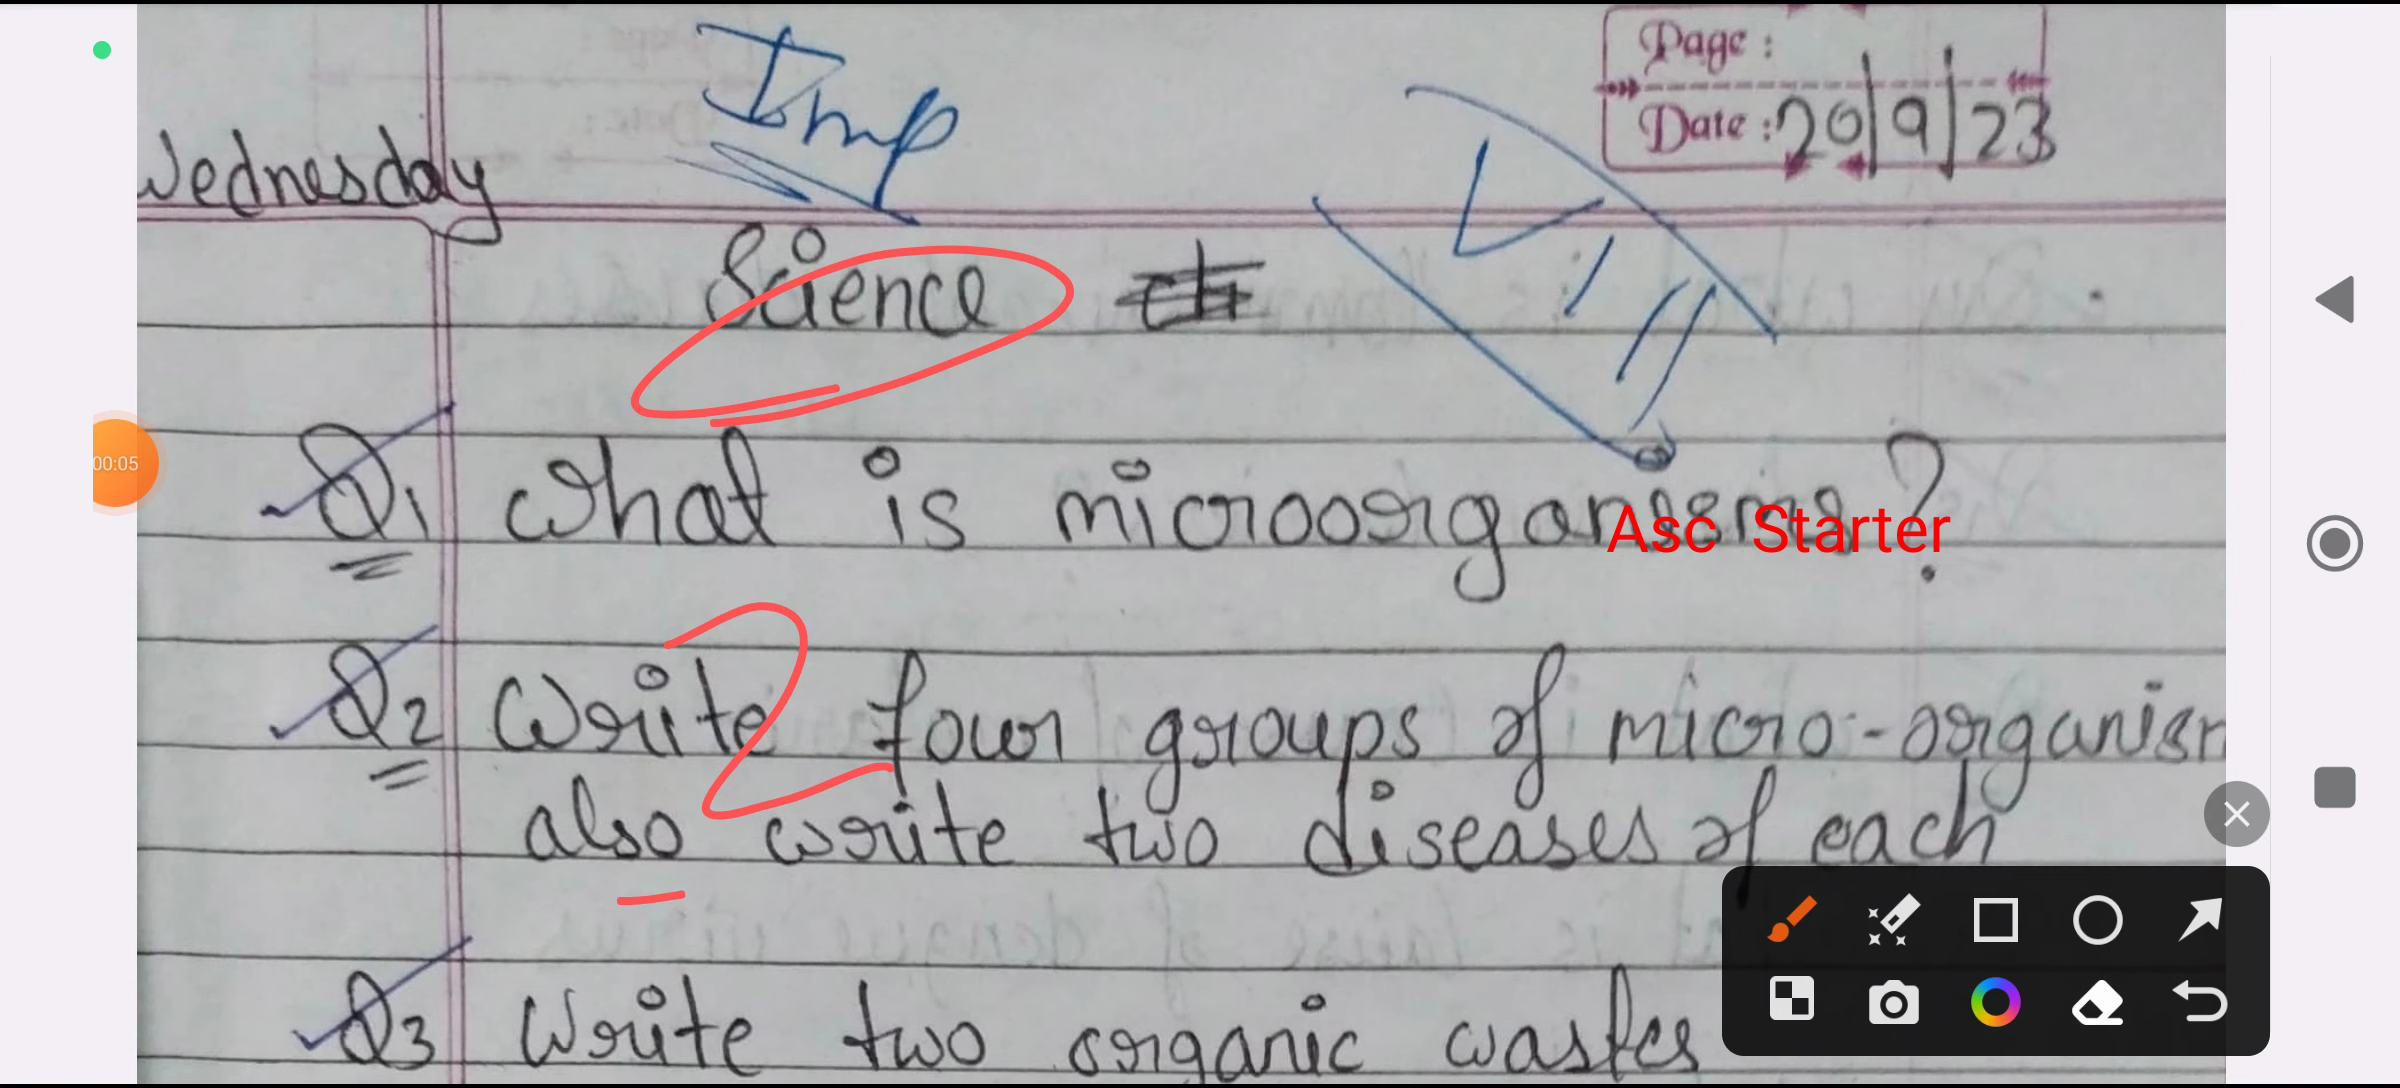 Page :
Date : 20/9/23
Imp
Wednesday
Science
Q1 What is microorganisms?
Asc Starter
Q2 Write four groups of micro-organism
also write two diseases of each
Q3 Write two organic wastes
00:05